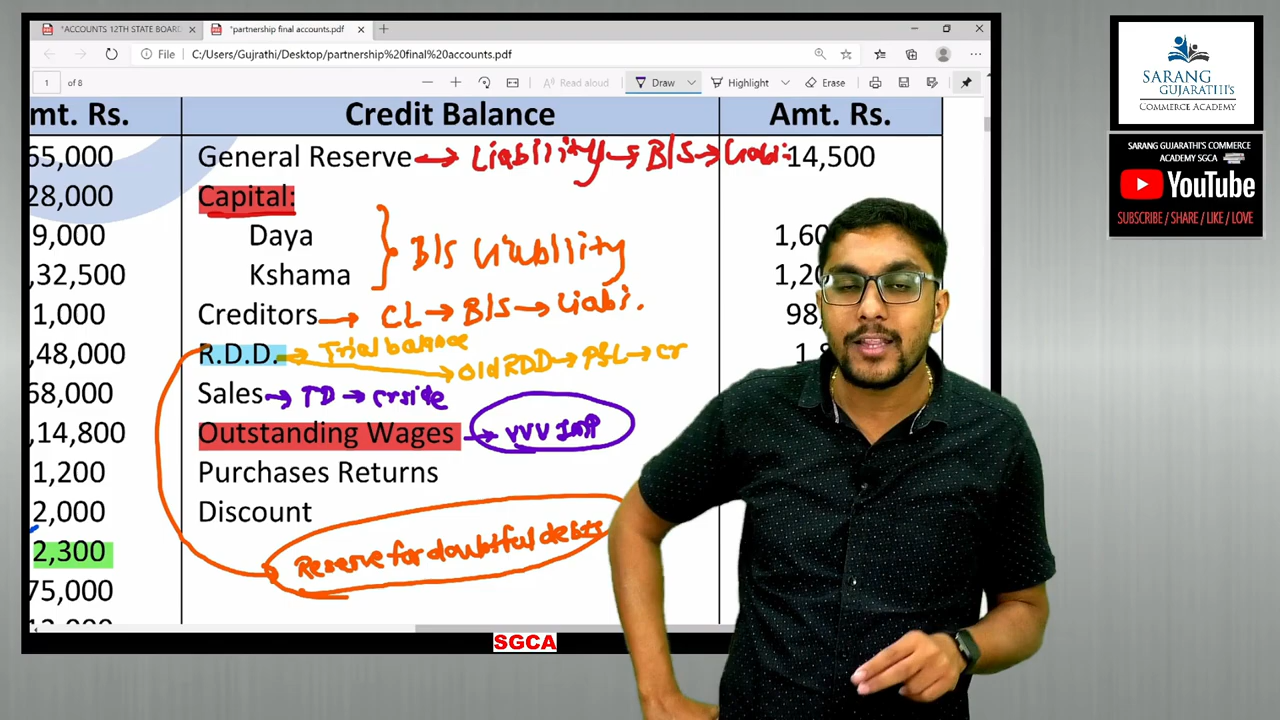 *ACCOUNTS 12TH STATE BOARD
*partnership final accounts.pdf
File C:/Users/Gujrathi/Desktop/partnership%20final%20accounts.pdf
1 of 8
Read aloud Draw Highlight Erase
mt. Rs. Credit Balance Amt. Rs.
65,000 General Reserve → Liability → B/S → Liabi. 14,500
28,000 Capital:
9,000 Daya 1,60
,32,500 Kshama 1,20
B/S Liability
1,000 Creditors → CL → B/S → Liabi. 98,
,48,000 R.D.D. → Trial balance
Old RDD → P&L → cr
68,000 Sales → TD → cr side
,14,800 Outstanding Wages → VVV Imp
1,200 Purchases Returns
2,000 Discount
2,300 Reserve for doubtful debts
75,000
SGCA
SARANG
GUJARATHI'S
COMMERCE ACADEMY
SARANG GUJARATHI'S COMMERCE
ACADEMY SGCA
YouTube
SUBSCRIBE / SHARE / LIKE / LOVE